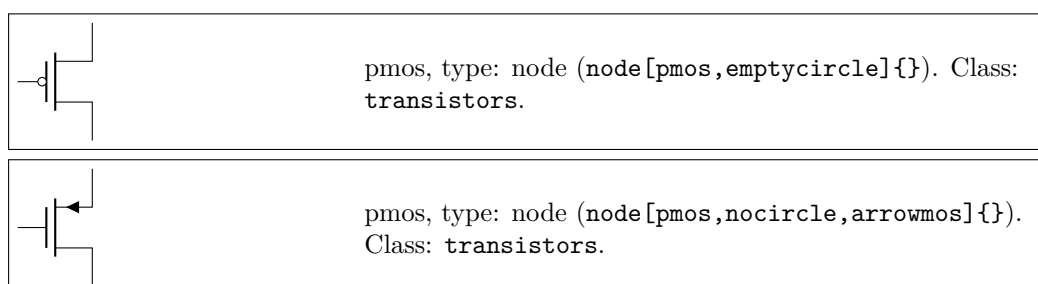 pmos, type: node (node[pmos,emptycircle]{}). Class:
transistors.
pmos, type: node (node[pmos,nocircle,arrowmos]{}).
Class: transistors.